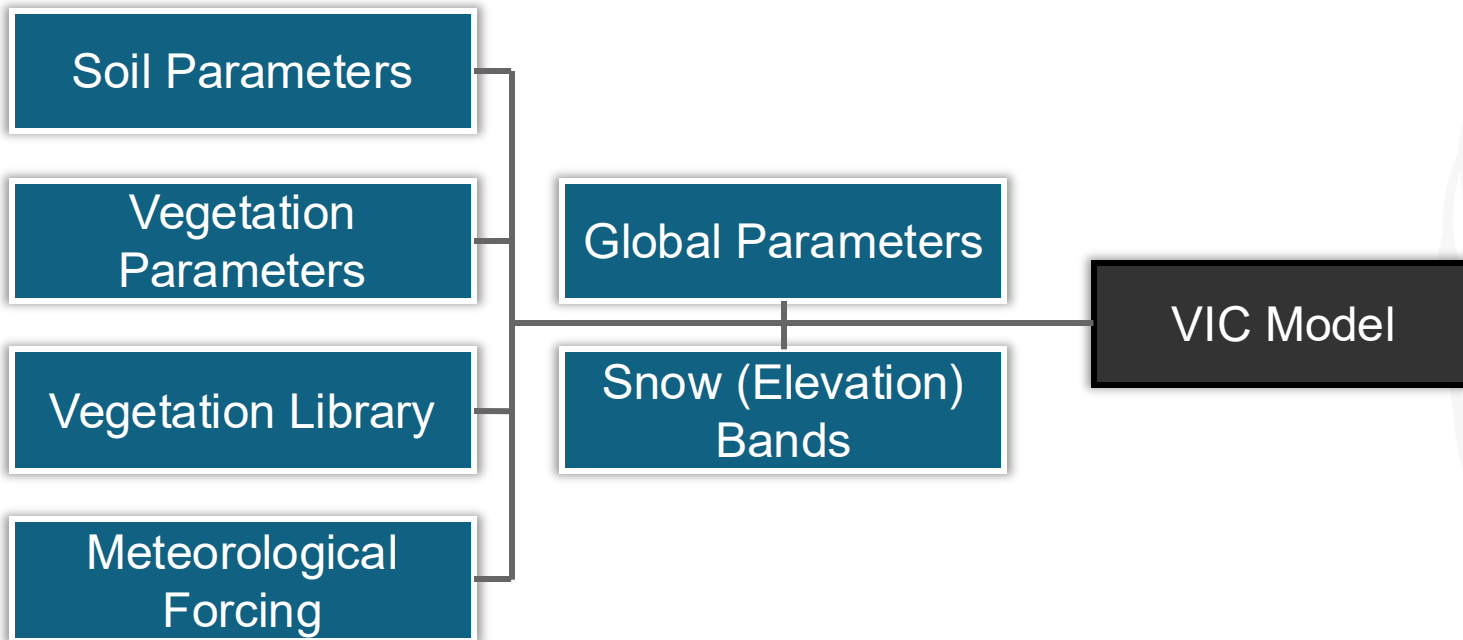 Soil Parameters
Vegetation
Parameters
Vegetation Library
Meteorological
Forcing
Global Parameters
Snow (Elevation)
Bands
VIC Model